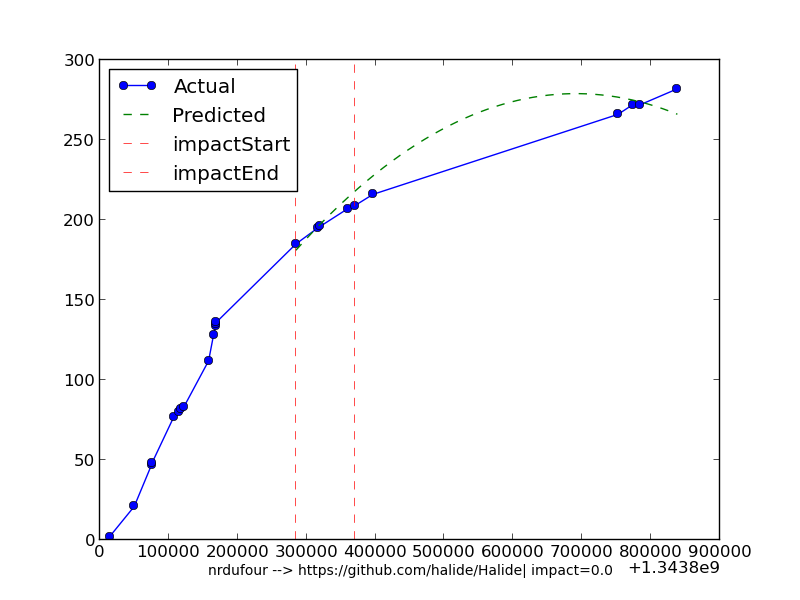 300
250
200
150
100
50
0
Actual
Predicted
impactStart
impactEnd
0 100000 200000 300000 400000 500000 600000 700000 800000 900000
nrdufour --> https://github.com/halide/Halide| impact=0.0 +1.3438e9